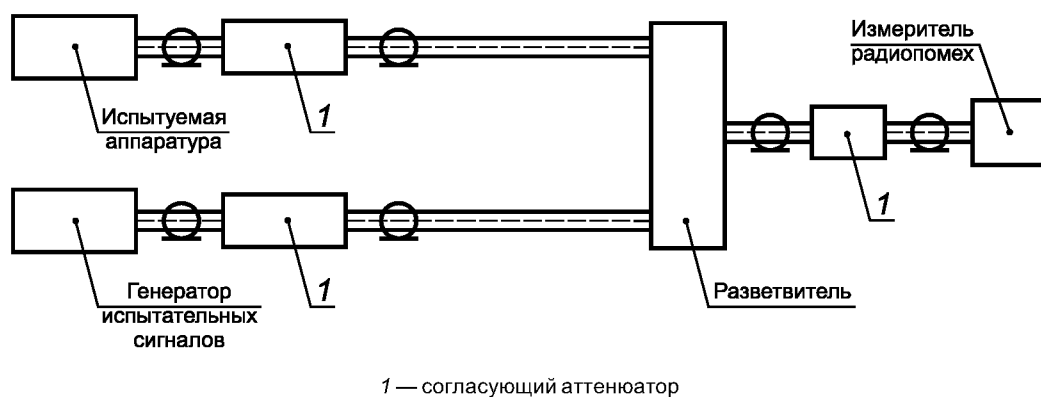 Испытуемая
аппаратура
1
Измеритель
радиопомех
1
Генератор
испытательных
сигналов
1
Разветвитель
1 — согласующий аттенюатор